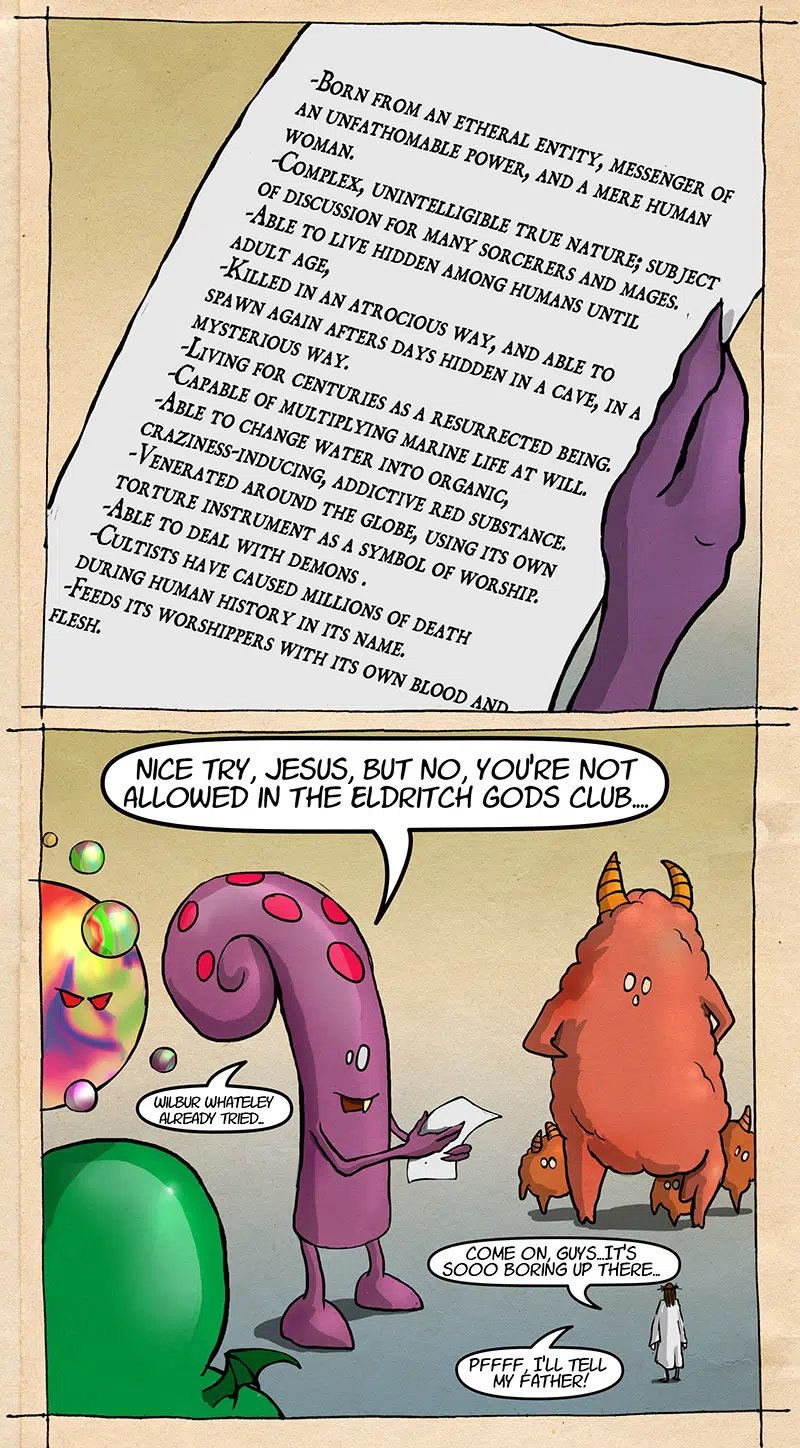 -Born from an etheral entity, messenger of
an unfathomable power, and a mere human
woman.
-Complex, unintelligible true nature; subject
of discussion for many sorcerers and mages.
-Able to live hidden among humans until
adult age,
-Killed in an atrocious way, and able to
spawn again afters days hidden in a cave, in a
mysterious way.
-Living for centuries as a resurrected being.
-Capable of multiplying marine life at will.
-Able to change water into organic,
craziness-inducing, addictive red substance.
-Venerated around the globe, using its own
torture instrument as a symbol of worship.
-Able to deal with demons.
-Cultists have caused millions of death
during human history in its name.
-Feeds its worshippers with its own blood and
flesh.
NICE TRY, JESUS, BUT NO, YOU'RE NOT
ALLOWED IN THE ELDRITCH GODS CLUB....
WILBUR WHATELEY
ALREADY TRIED..
COME ON, GUYS...IT'S
SOOO BORING UP THERE...
PFFFF, I'LL TELL
MY FATHER!